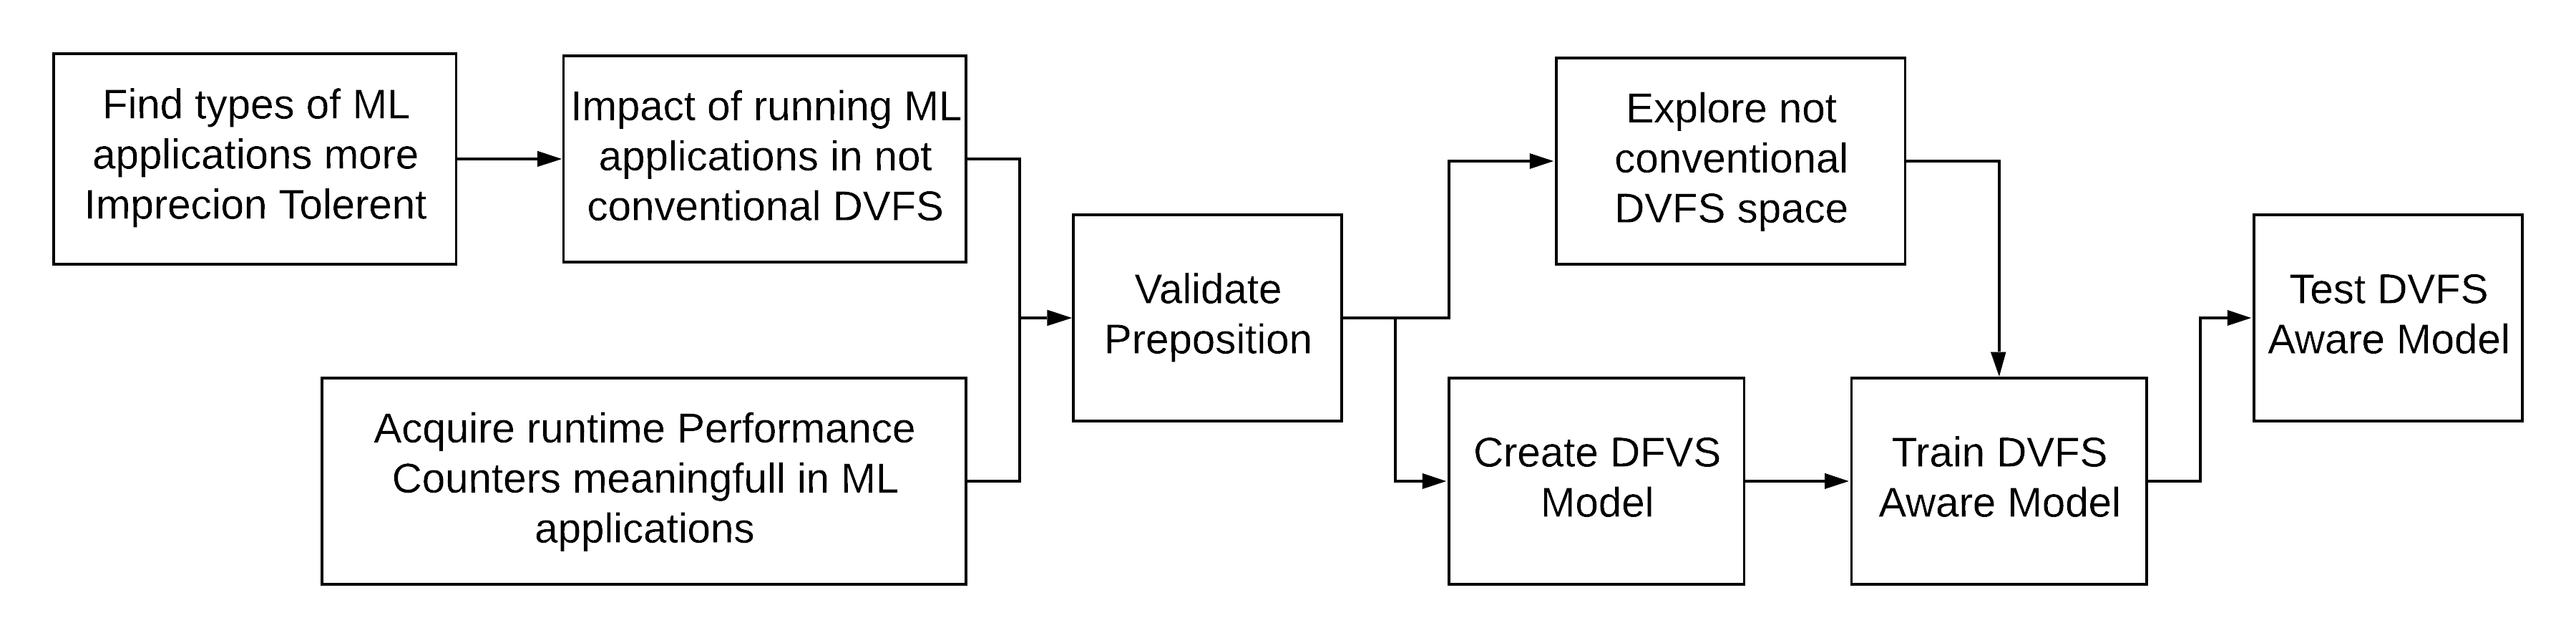 Find types of ML
applications more
Imprecion Tolerent
Impact of running ML
applications in not
conventional DVFS
Acquire runtime Performance
Counters meaningfull in ML
applications
Validate
Preposition
Explore not
conventional
DVFS space
Create DFVS
Model
Train DVFS
Aware Model
Test DVFS
Aware Model